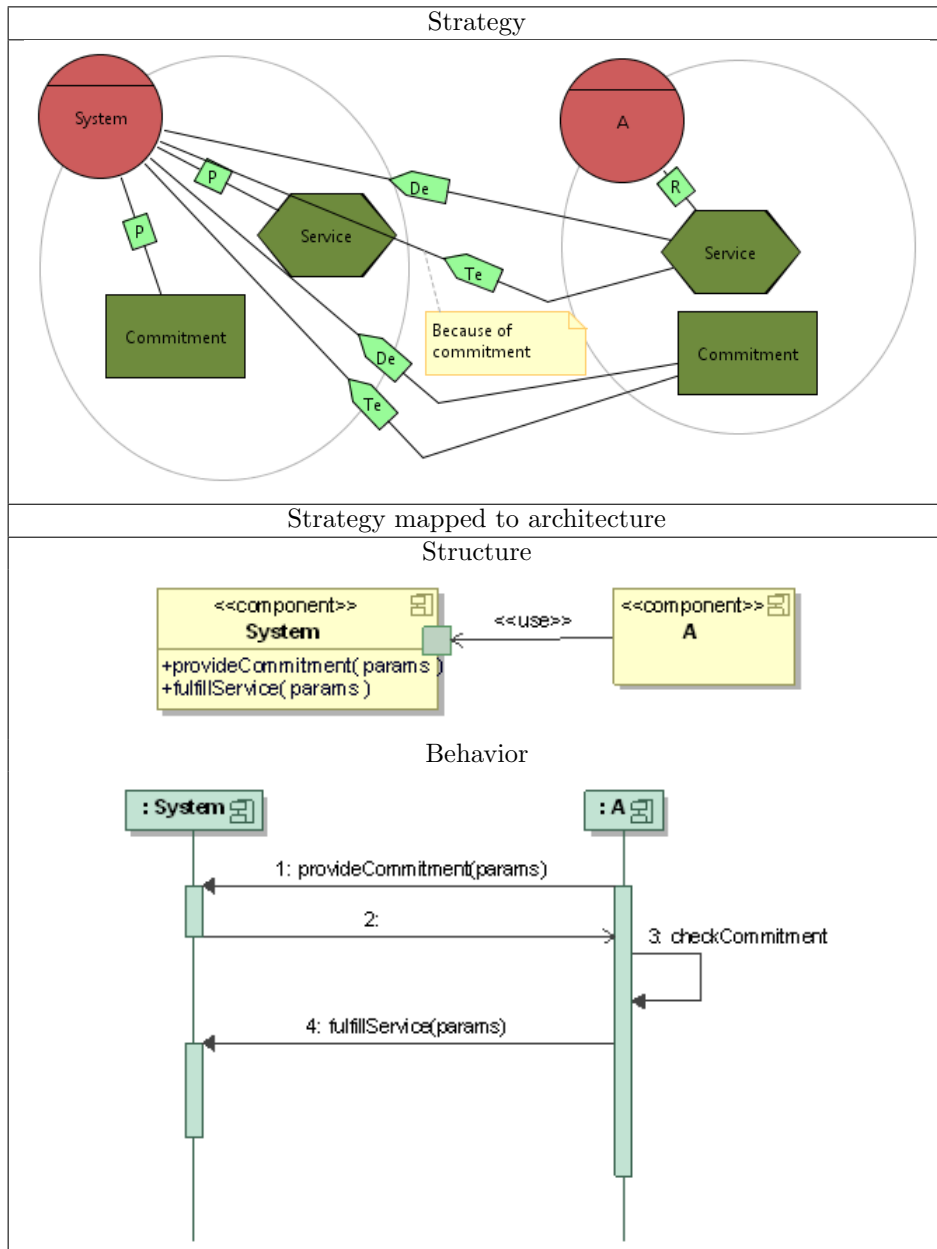 Strategy
System
A
P
De
R
P
Service
Service
Te
Because of
commitment
Commitment
De
Commitment
Te
Strategy mapped to architecture
Structure
<<component>>
System
+provideCommitment( params )
+fulfillService( params )
<<use>>
<<component>>
A
Behavior
: System
: A
1: provideCommitment(params)
2:
3: checkCommitment
4: fulfillService(params)